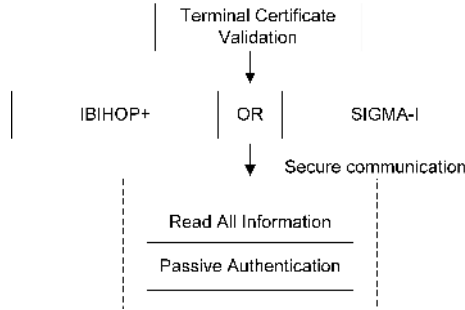 Terminal Certificate
Validation
IBIHOP+ OR SIGMA-I
Secure communication
Read All Information
Passive Authentication